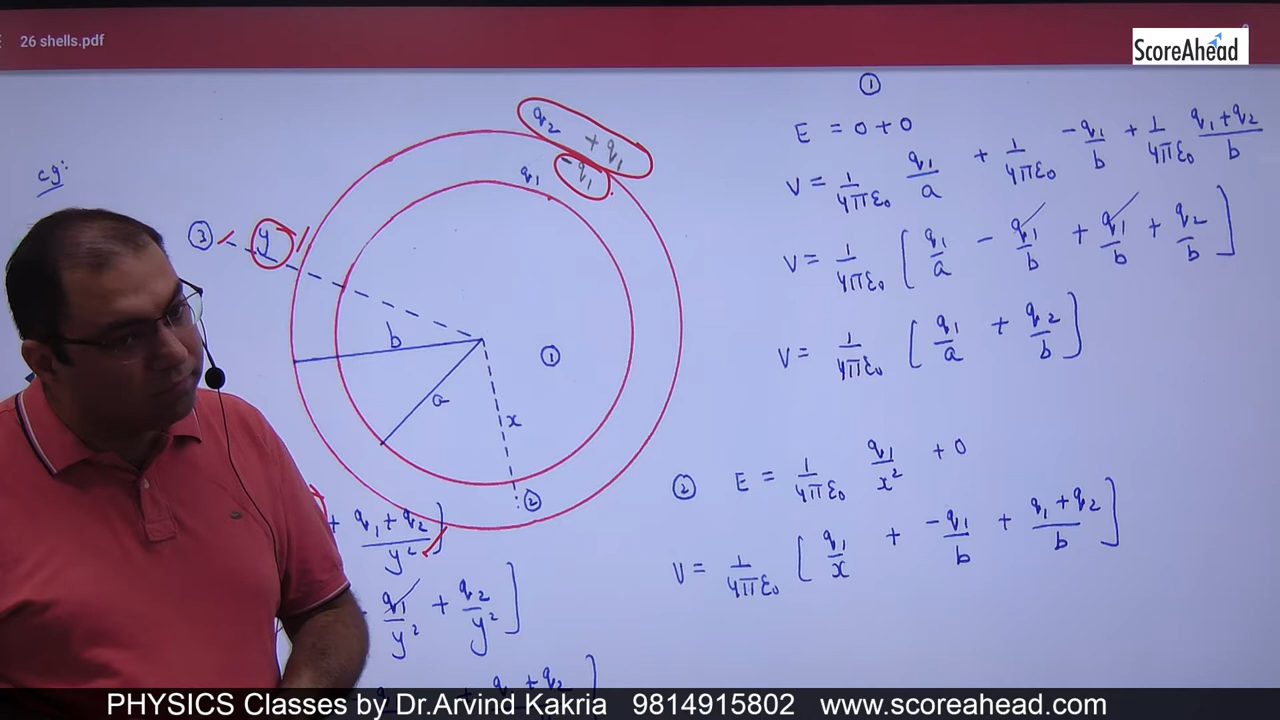 26 shells.pdf
ScoreAhead
eg:
q₂ + q₁
q₁ -q₁
③ y
b
a
x
①
②
①
E = 0 + 0
V = 1/4πε₀ q₁/a + 1/4πε₀ -q₁/b + 1/4πε₀ q₁+q₂/b
V = 1/4πε₀ [ q₁/a - q₁/b + q₁/b + q₂/b ]
V = 1/4πε₀ [ q₁/a + q₂/b ]
② E = 1/4πε₀ q₁/x² + 0
V = 1/4πε₀ [ q₁/x + -q₁/b + q₁+q₂/b ]
+ q₁+q₂/y² ]
q₁/y² + q₂/y² ]
+ q₂ ]
PHYSICS Classes by Dr.Arvind Kakria 9814915802 www.scoreahead.com